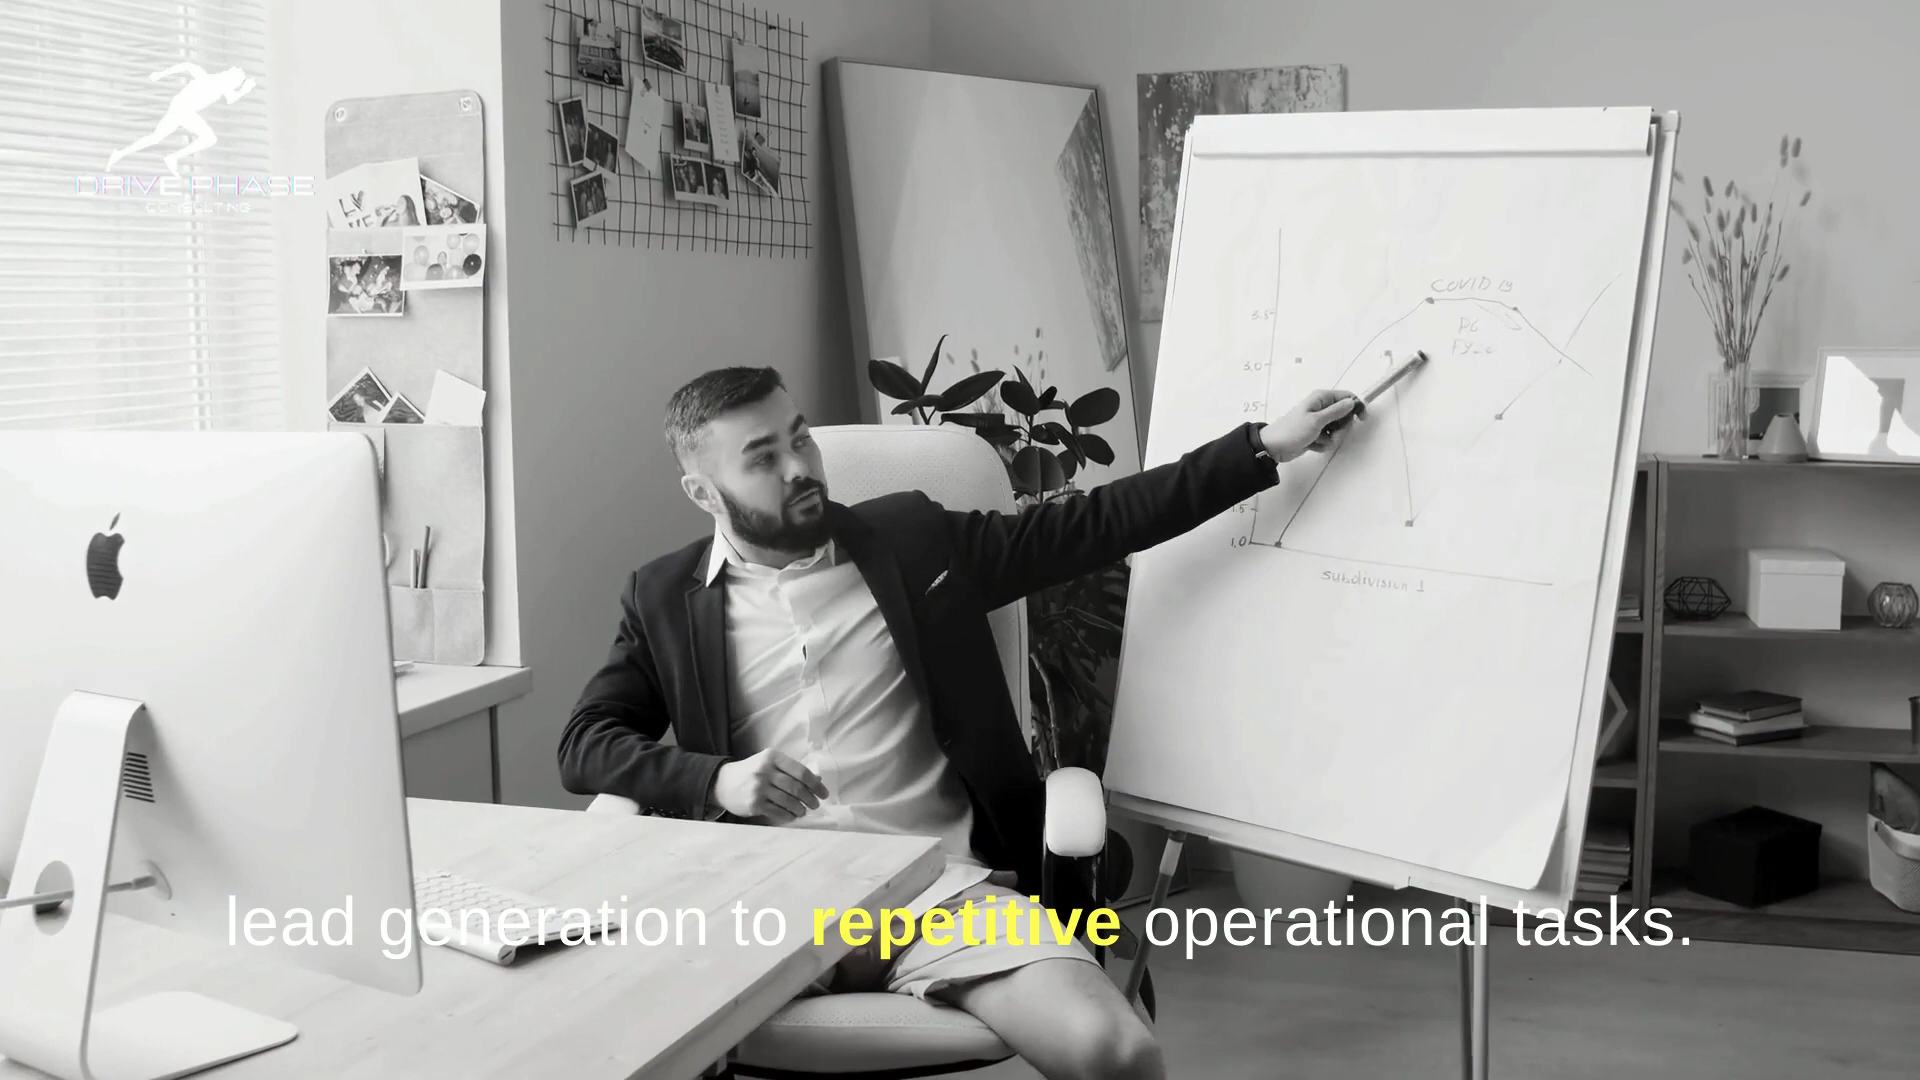 DRIVE PHASE
CONSULTING
COVID 19
3.5
3.0
2.5
1.5
1.0
subdivision 1
lead generation to repetitive operational tasks.